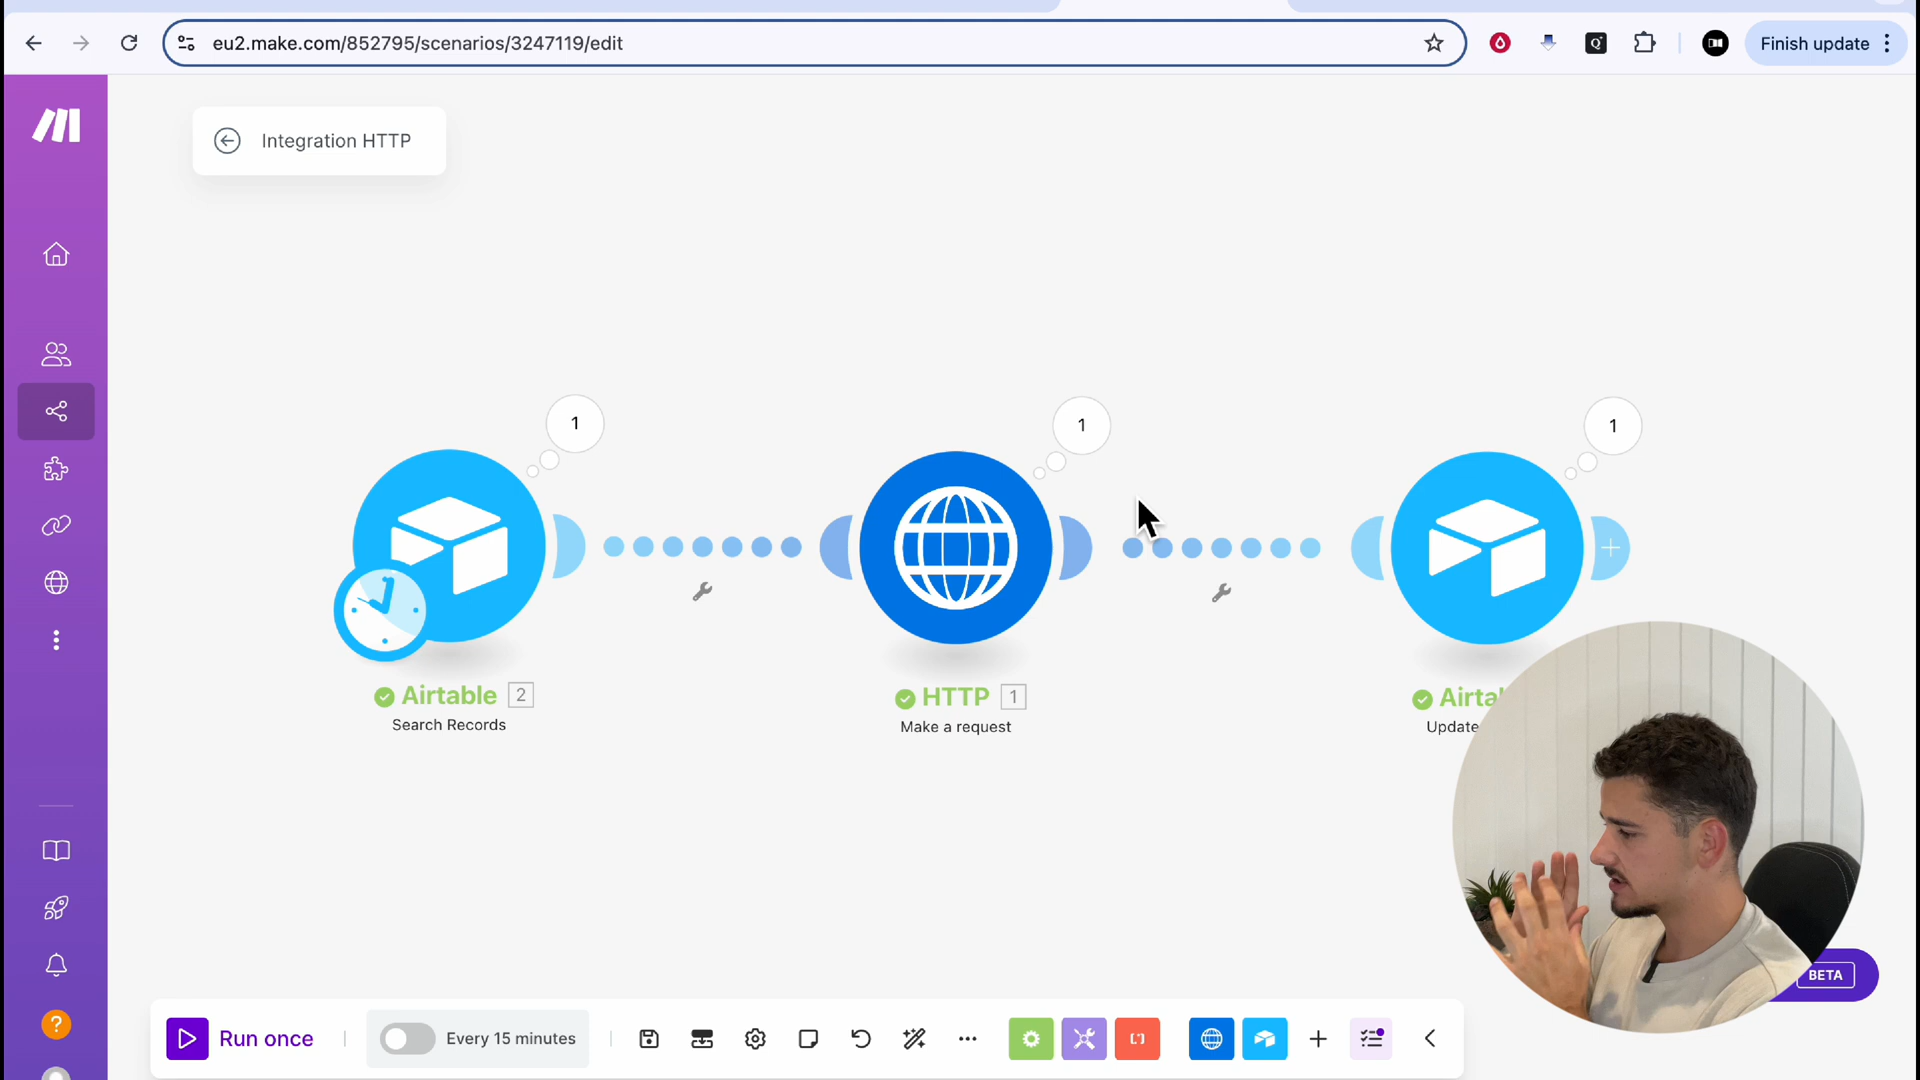 eu2.make.com/852795/scenarios/3247119/edit
Finish update
Integration HTTP
1
1
1
Airtable 2
Search Records
HTTP 1
Make a request
Airta
Update
BETA
Run once
Every 15 minutes